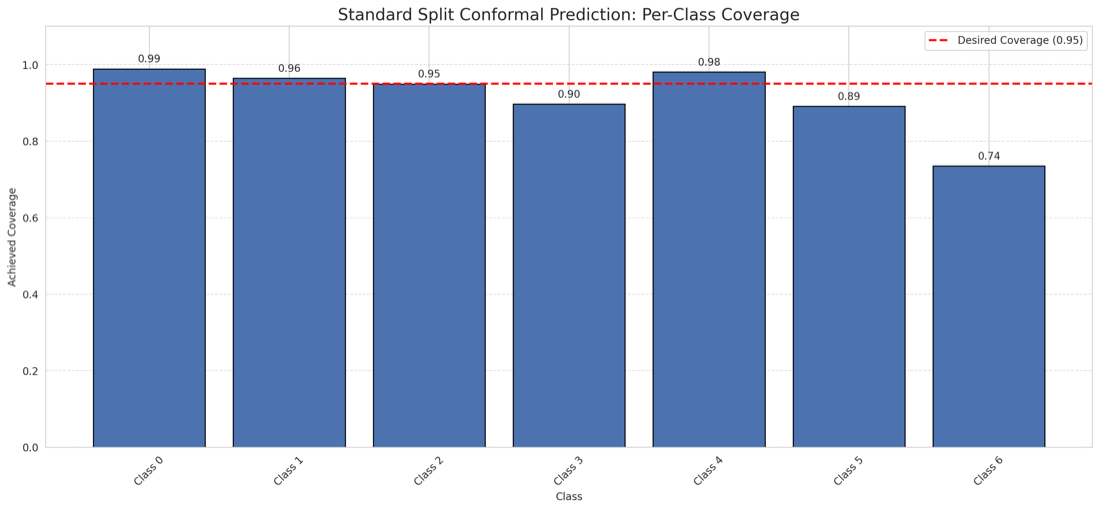 Standard Split Conformal Prediction: Per-Class Coverage
Desired Coverage (0.95)
Achieved Coverage
1.0
0.8
0.6
0.4
0.2
0.0
0.99
0.96
0.95
0.90
0.98
0.89
0.74
Class 0
Class 1
Class 2
Class 3
Class 4
Class 5
Class 6
Class